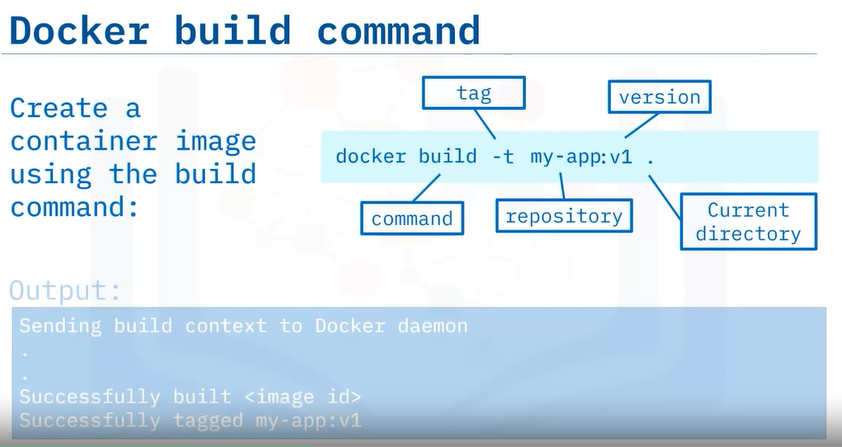 Docker build command
Create a
container image
using the build
command:
tag
version
docker build -t my-app:v1 .
command
repository
Current
directory
Output:
Sending build context to Docker daemon
.
.
Successfully built <image id>
Successfully tagged my-app:v1